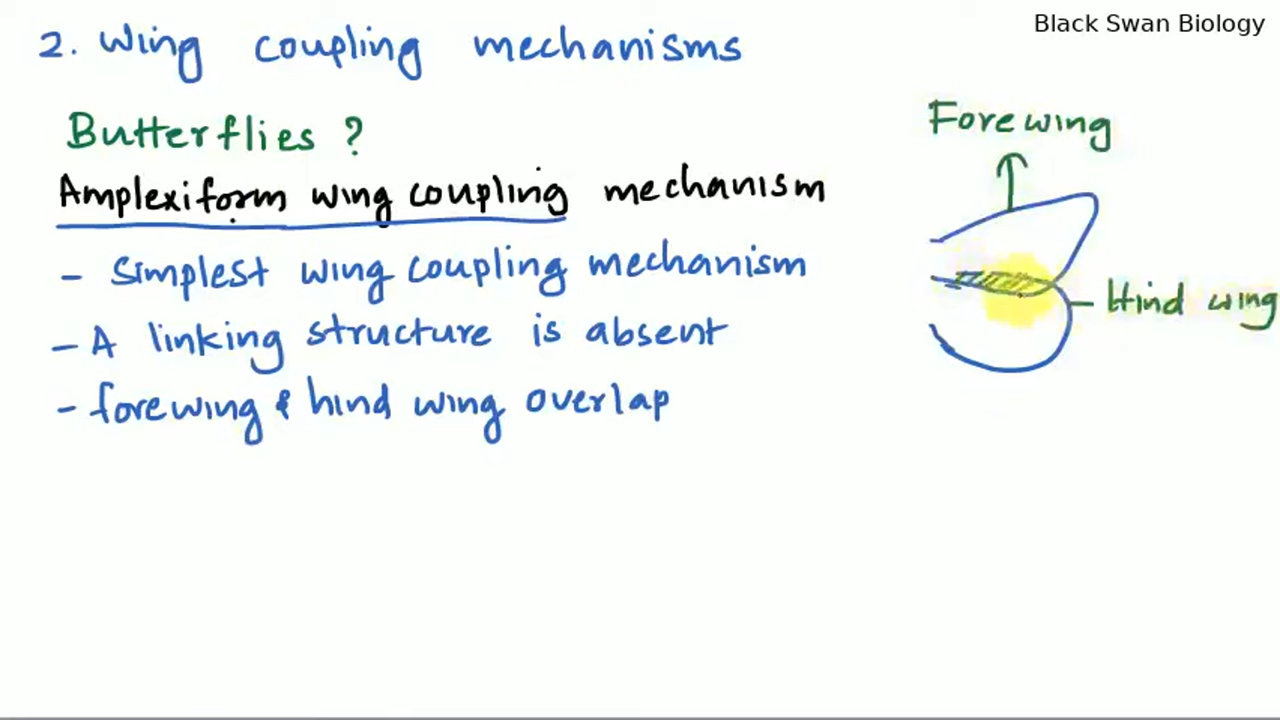 Black Swan Biology
2. Wing coupling mechanisms
Butterflies ?
Amplexiform wing coupling mechanism
- Simplest wing coupling mechanism
- A linking structure is absent
- forewing & hind wing overlap
Forewing
Hind wing